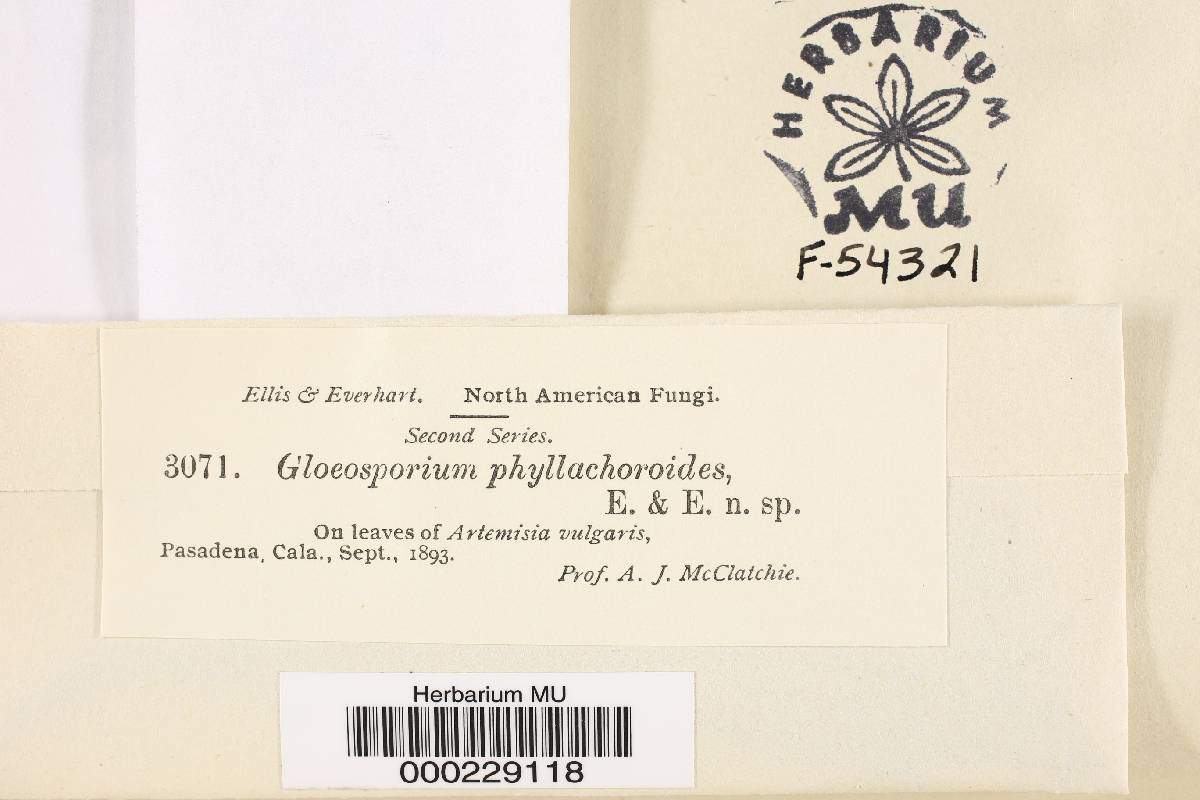 HERBARIUM
MU
F-54321
Ellis & Everhart. North American Fungi.
Second Series.
3071. Gloeosporium phyllachoroides,
E. & E. n. sp.
On leaves of Artemisia vulgaris,
Pasadena, Cala., Sept., 1893.
Prof. A. J. McClatchie.
Herbarium MU
000229118